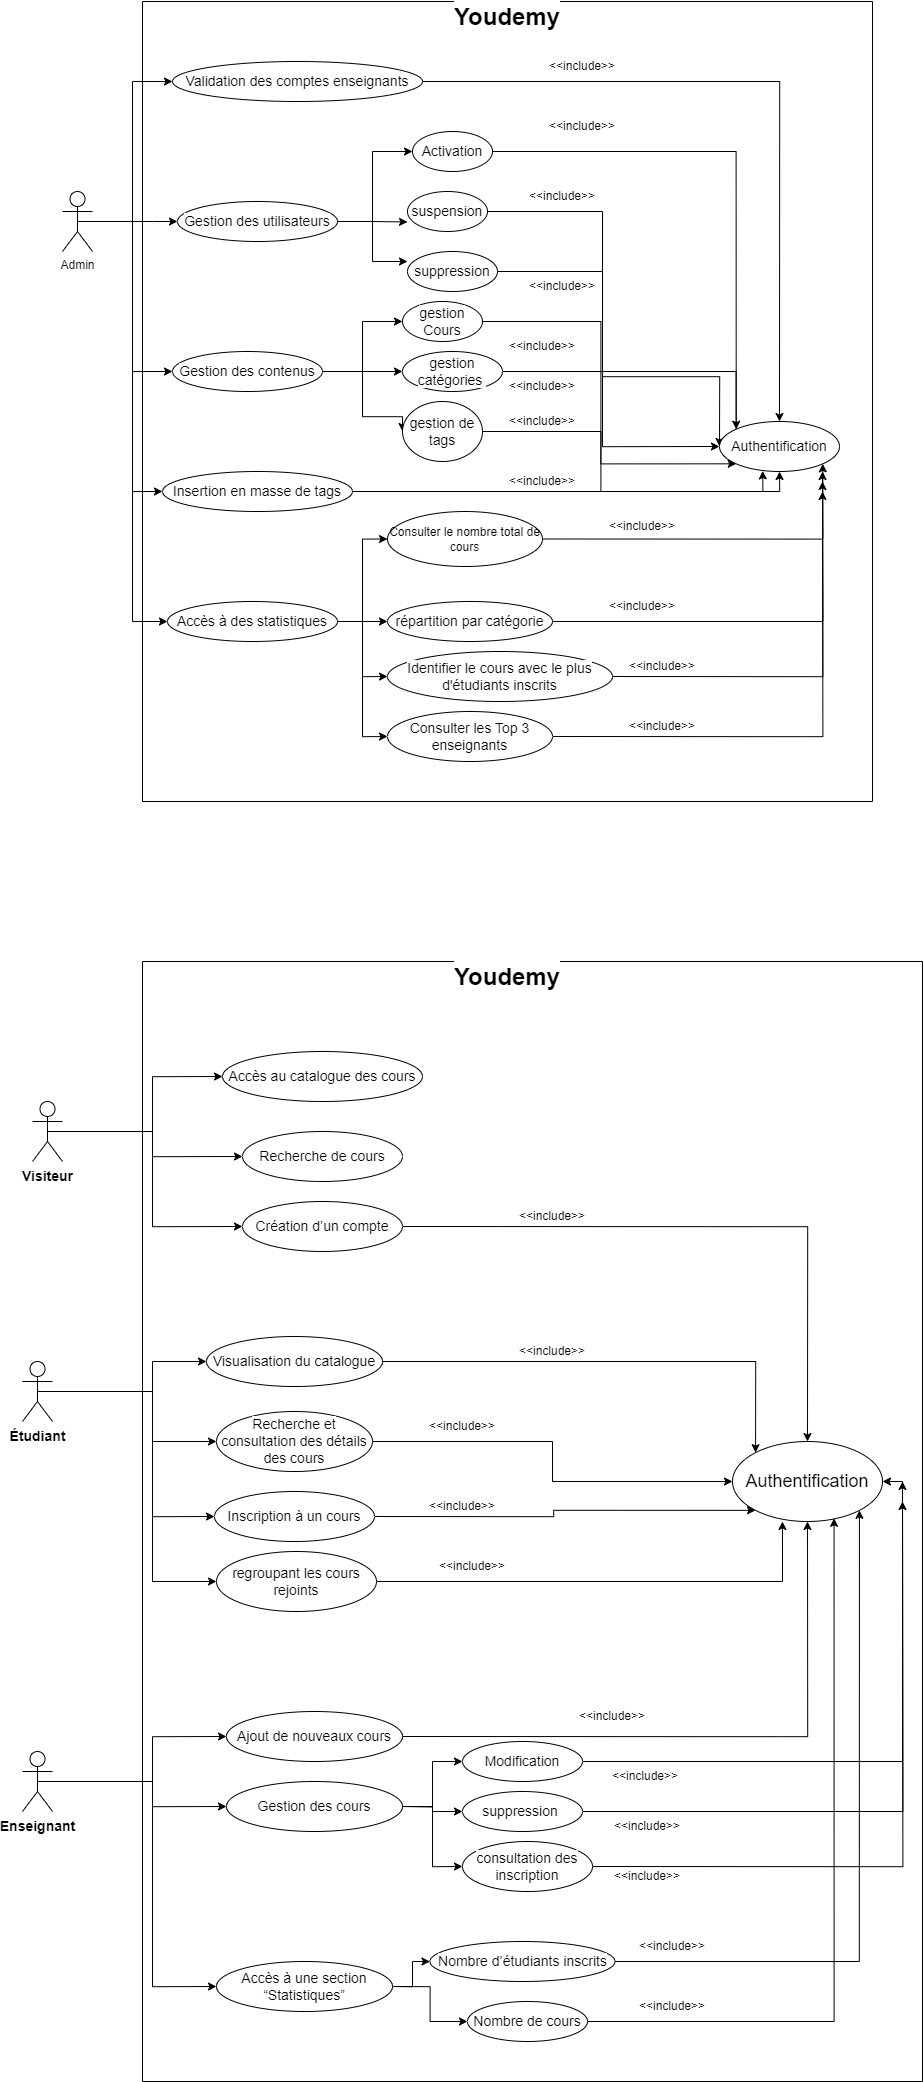 Youdemy
Validation des comptes enseignants
<<include>>
<<include>>
Activation
<<include>>
suspension
Admin
Gestion des utilisateurs
suppression
<<include>>
gestion
Cours
<<include>>
Gestion des contenus
gestion
catégories
<<include>>
gestion de
tags
<<include>>
Authentification
Insertion en masse de tags
<<include>>
Consulter le nombre total de
cours
<<include>>
Accès à des statistiques
répartition par catégorie
<<include>>
Identifier le cours avec le plus
d'étudiants inscrits
<<include>>
Consulter les Top 3
enseignants
<<include>>
Youdemy
Accès au catalogue des cours
Visiteur
Recherche de cours
Création d’un compte
<<include>>
Visualisation du catalogue
<<include>>
Étudiant
Recherche et
consultation des détails
des cours
<<include>>
Authentification
Inscription à un cours
<<include>>
regroupant les cours
rejoints
<<include>>
Ajout de nouveaux cours
<<include>>
Enseignant
Gestion des cours
Modification
<<include>>
suppression
<<include>>
consultation des
inscription
<<include>>
Accès à une section
“Statistiques”
Nombre d’étudiants inscrits
<<include>>
Nombre de cours
<<include>>